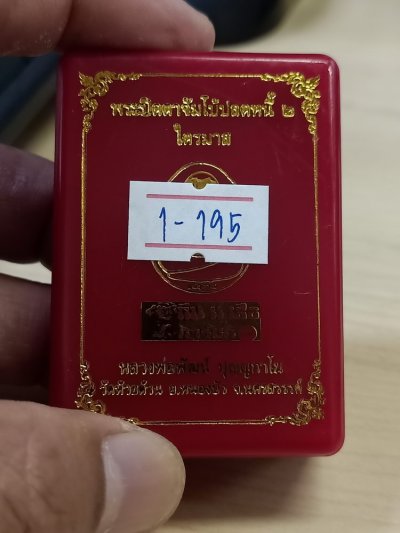 พระปิดตาจัมโบ้ปลดหนี้ ๒
ไตรมาส
1-195
หลวงพ่อพัฒน์ ปุญญกาโม
วัดห้วยด้วน อ.หนองบัว จ.นครสวรรค์